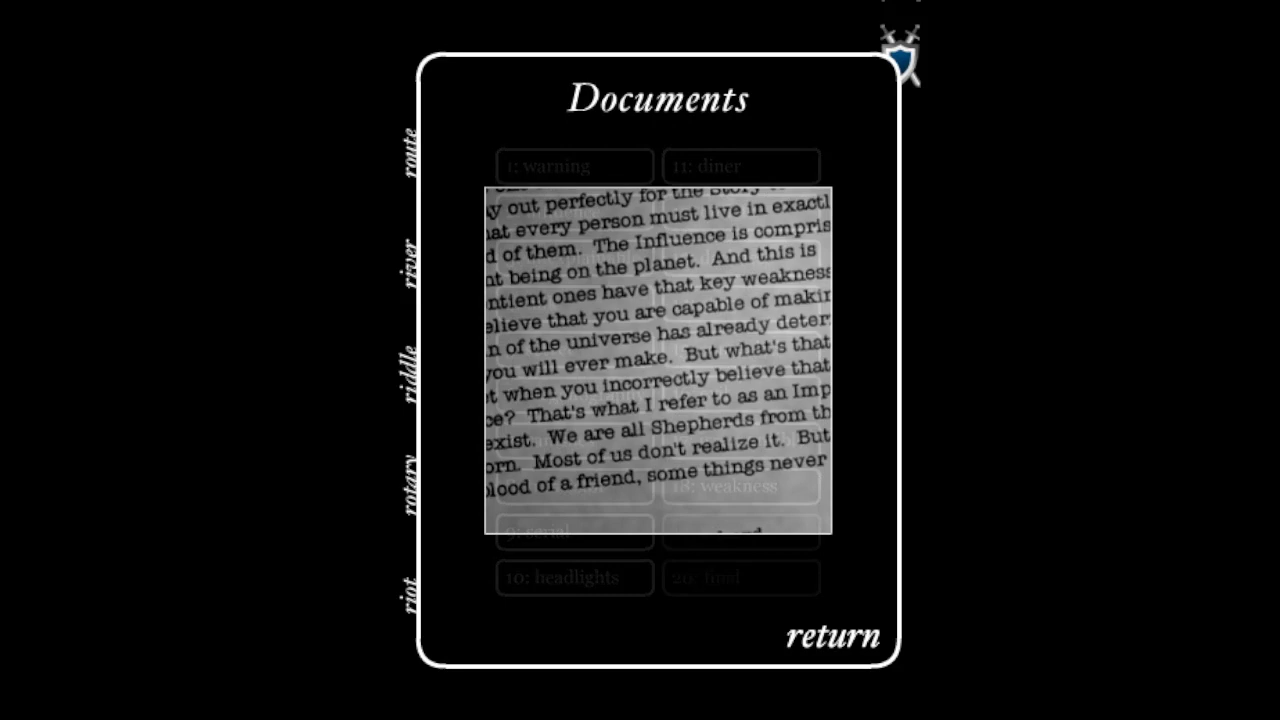 Documents
route
river
riddle
rotary
riot
1: warning
11: diner
y out perfectly for the Story
hat every person must live in exactl
d of them. The Influence is compris
nt being on the planet. And this is
ntient ones have that key weakness
elieve that you are capable of makin
n of the universe has already deter
you will ever make. But what's that
t when you incorrectly believe that
ce? That's what I refer to as an Imp
exist. We are all Shepherds from th
orn. Most of us don't realize it. But
blood of a friend, some things never
18: weakness
9: serial
10: headlights
20: final
return